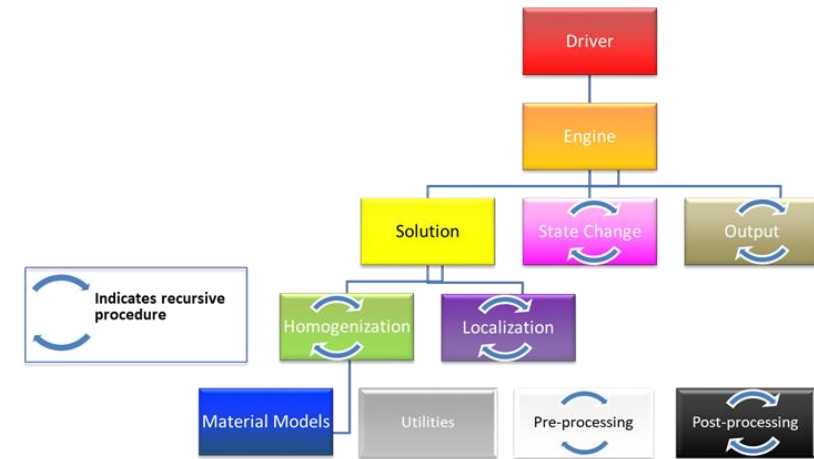 Driver
Engine
Solution
State Change
Output
Indicates recursive
procedure
Homogenization
Localization
Material Models
Utilities
Pre-processing
Post-processing